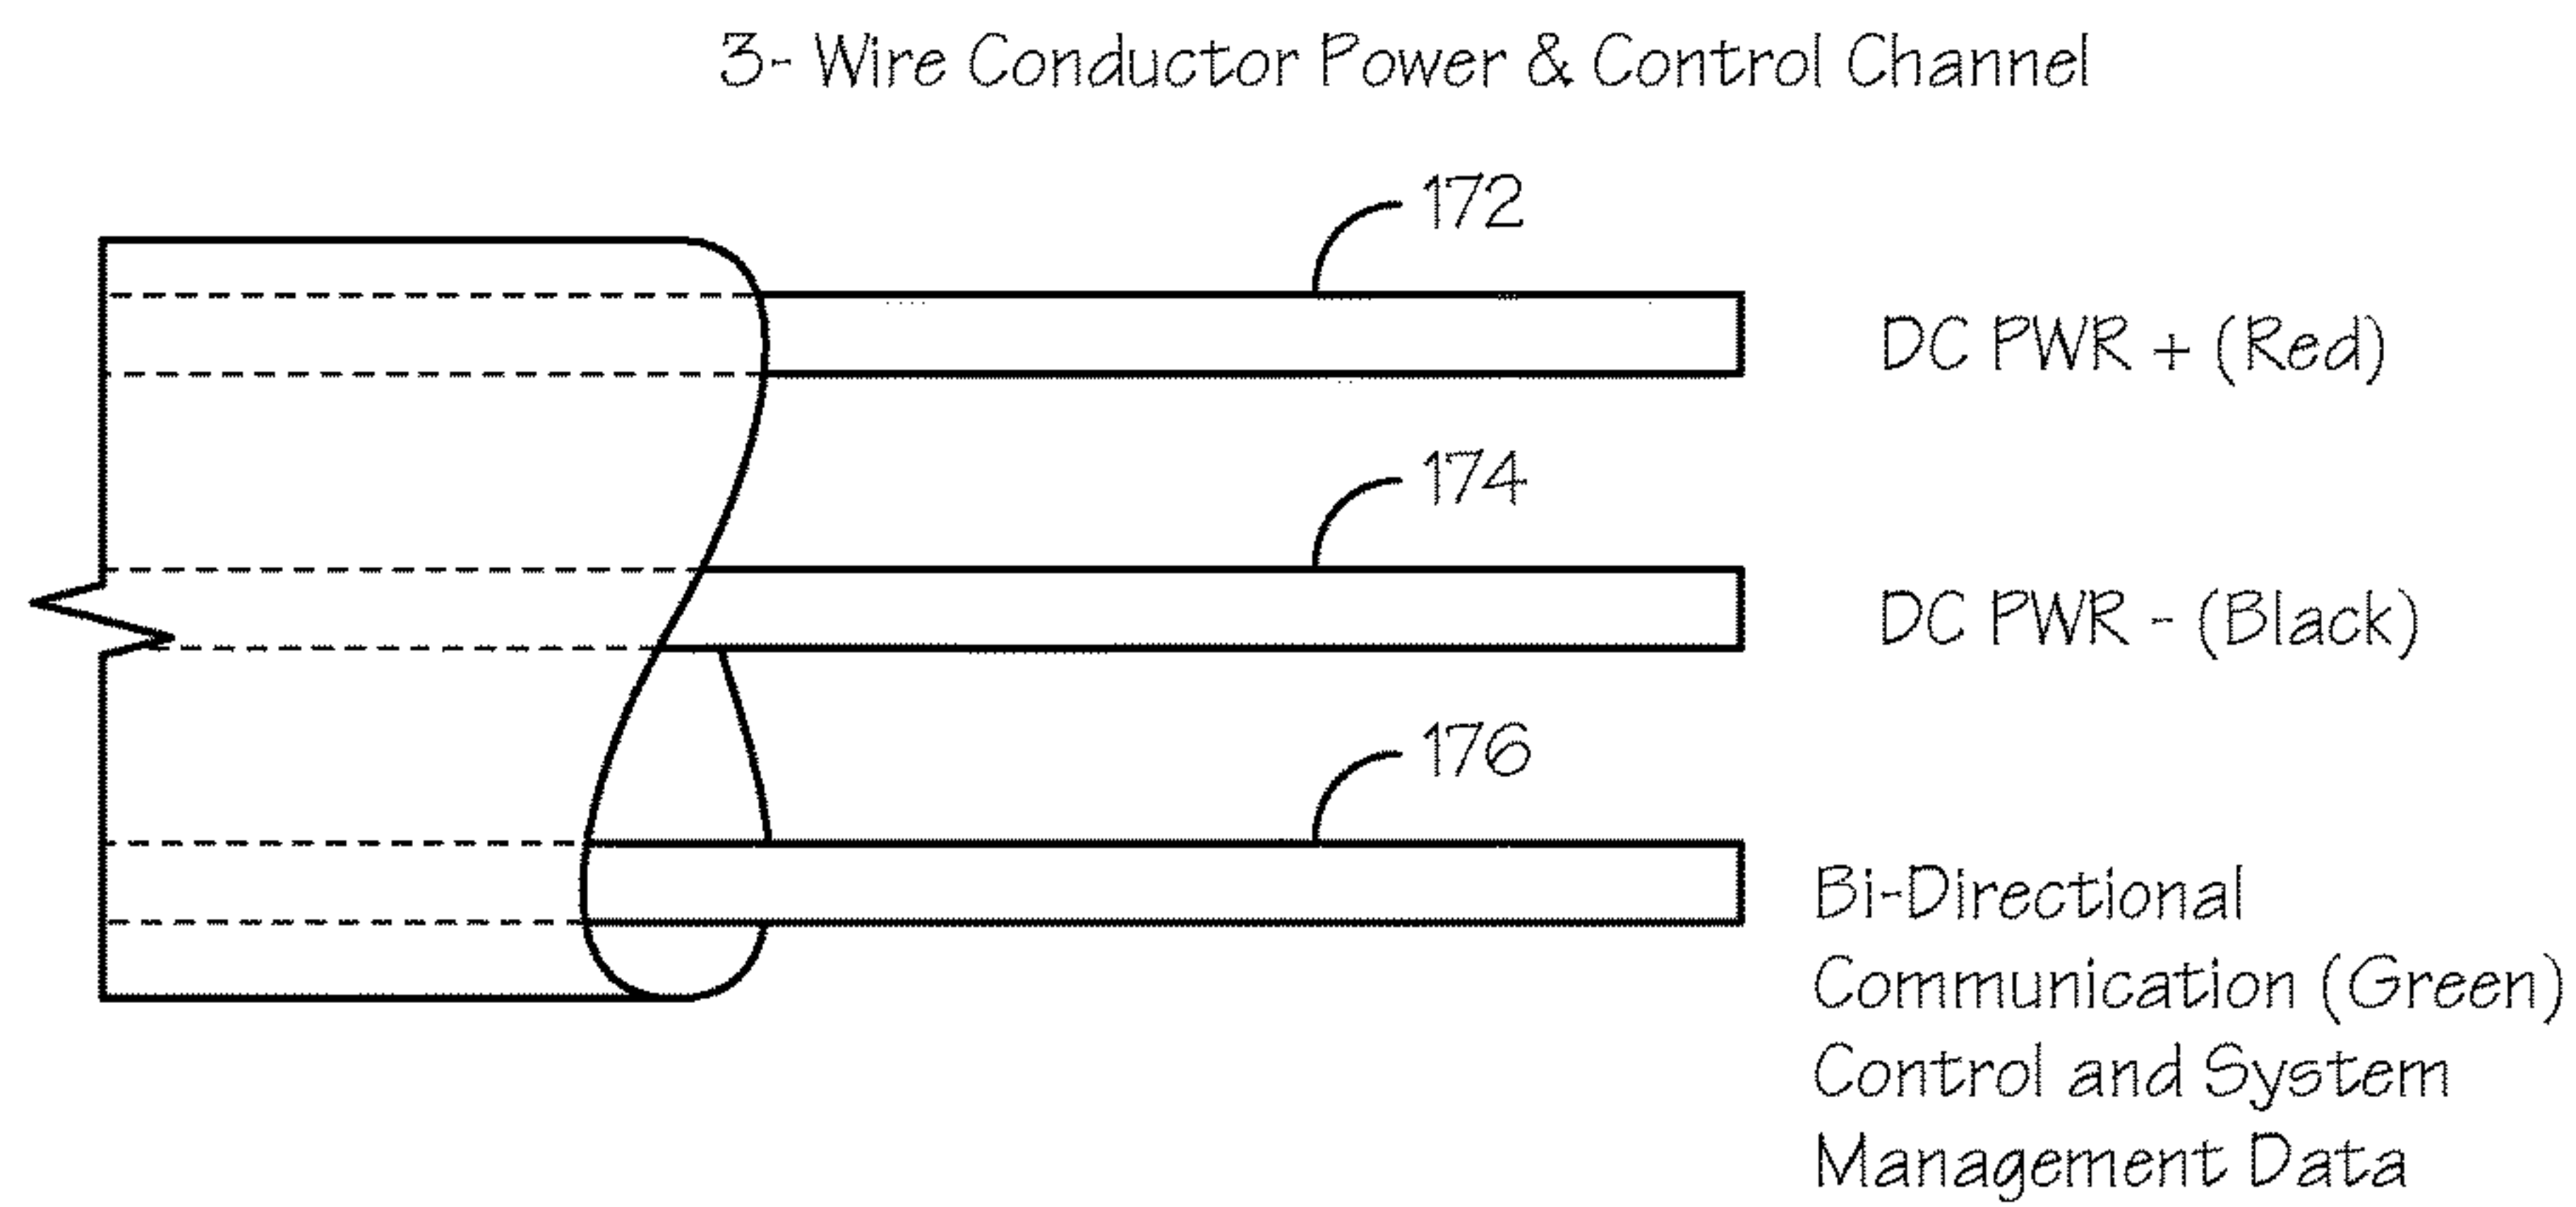 3- Wire Conductor Power & Control Channel
172
DC PWR + (Red)
174
DC PWR - (Black)
176
Bi-Directional
Communication (Green)
Control and System
Management Data